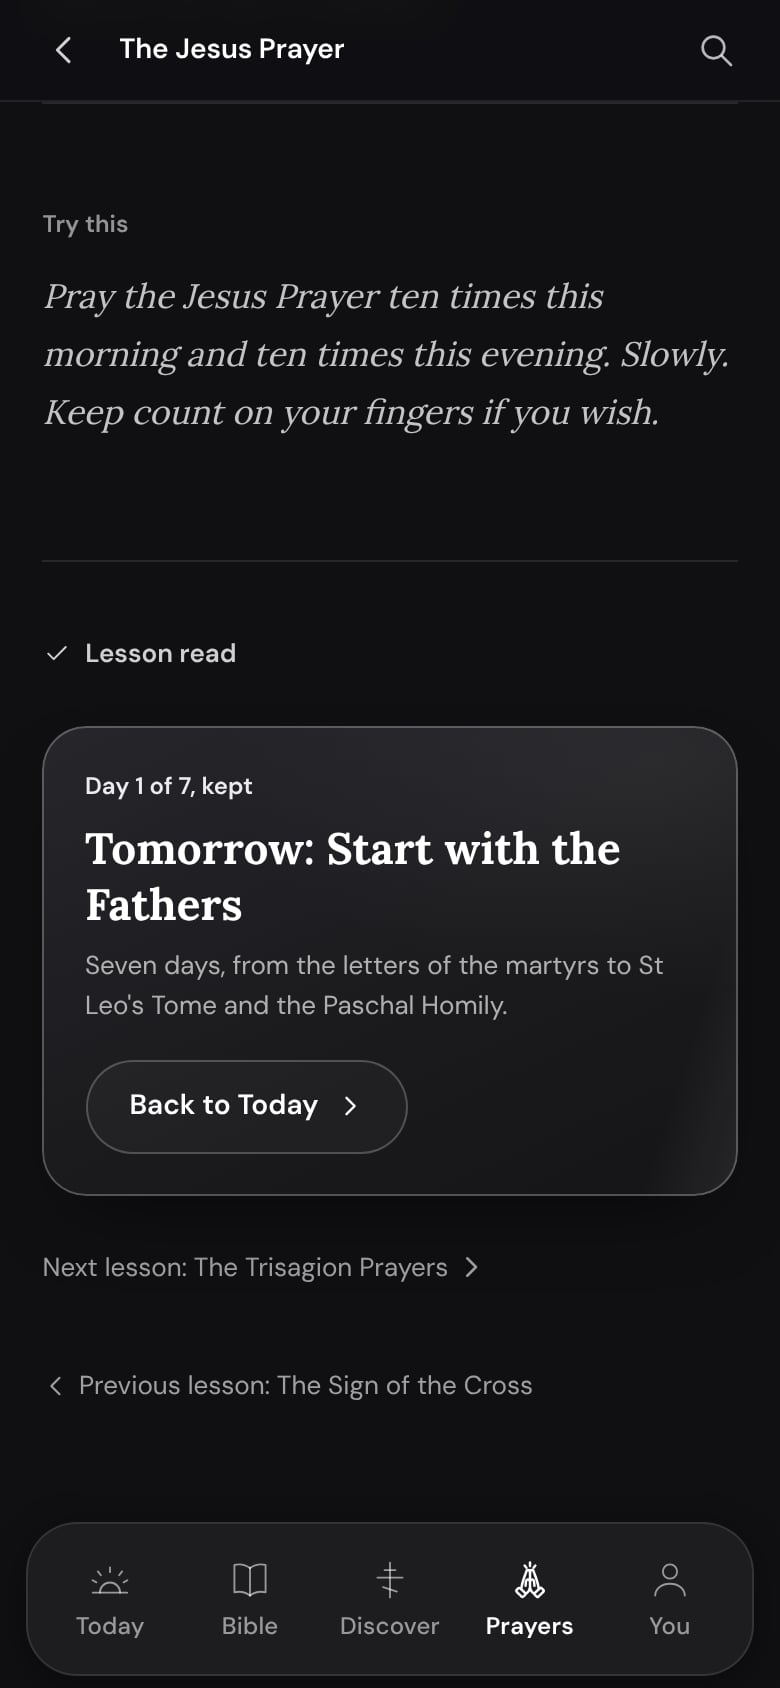 The Jesus Prayer
Try this
Pray the Jesus Prayer ten times this
morning and ten times this evening. Slowly.
Keep count on your fingers if you wish.
Lesson read
Day 1 of 7, kept
Tomorrow: Start with the
Fathers
Seven days, from the letters of the martyrs to St
Leo's Tome and the Paschal Homily.
Back to Today
Next lesson: The Trisagion Prayers
Previous lesson: The Sign of the Cross
Today
Bible
Discover
Prayers
You